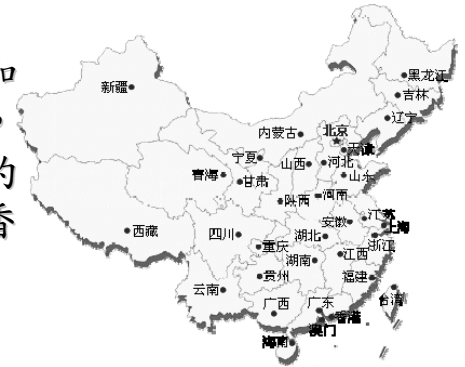 和
，
的
香
黑龙江
吉林
新疆
辽宁
内蒙古
北京
天津
宁夏
山西
河北
青海
甘肃
山东
陕西
河南
江苏
安徽
上海
西藏
四川
湖北
浙江
重庆
湖南
江西
贵州
福建
云南
广西
广东
台湾
香港
澳门
海南